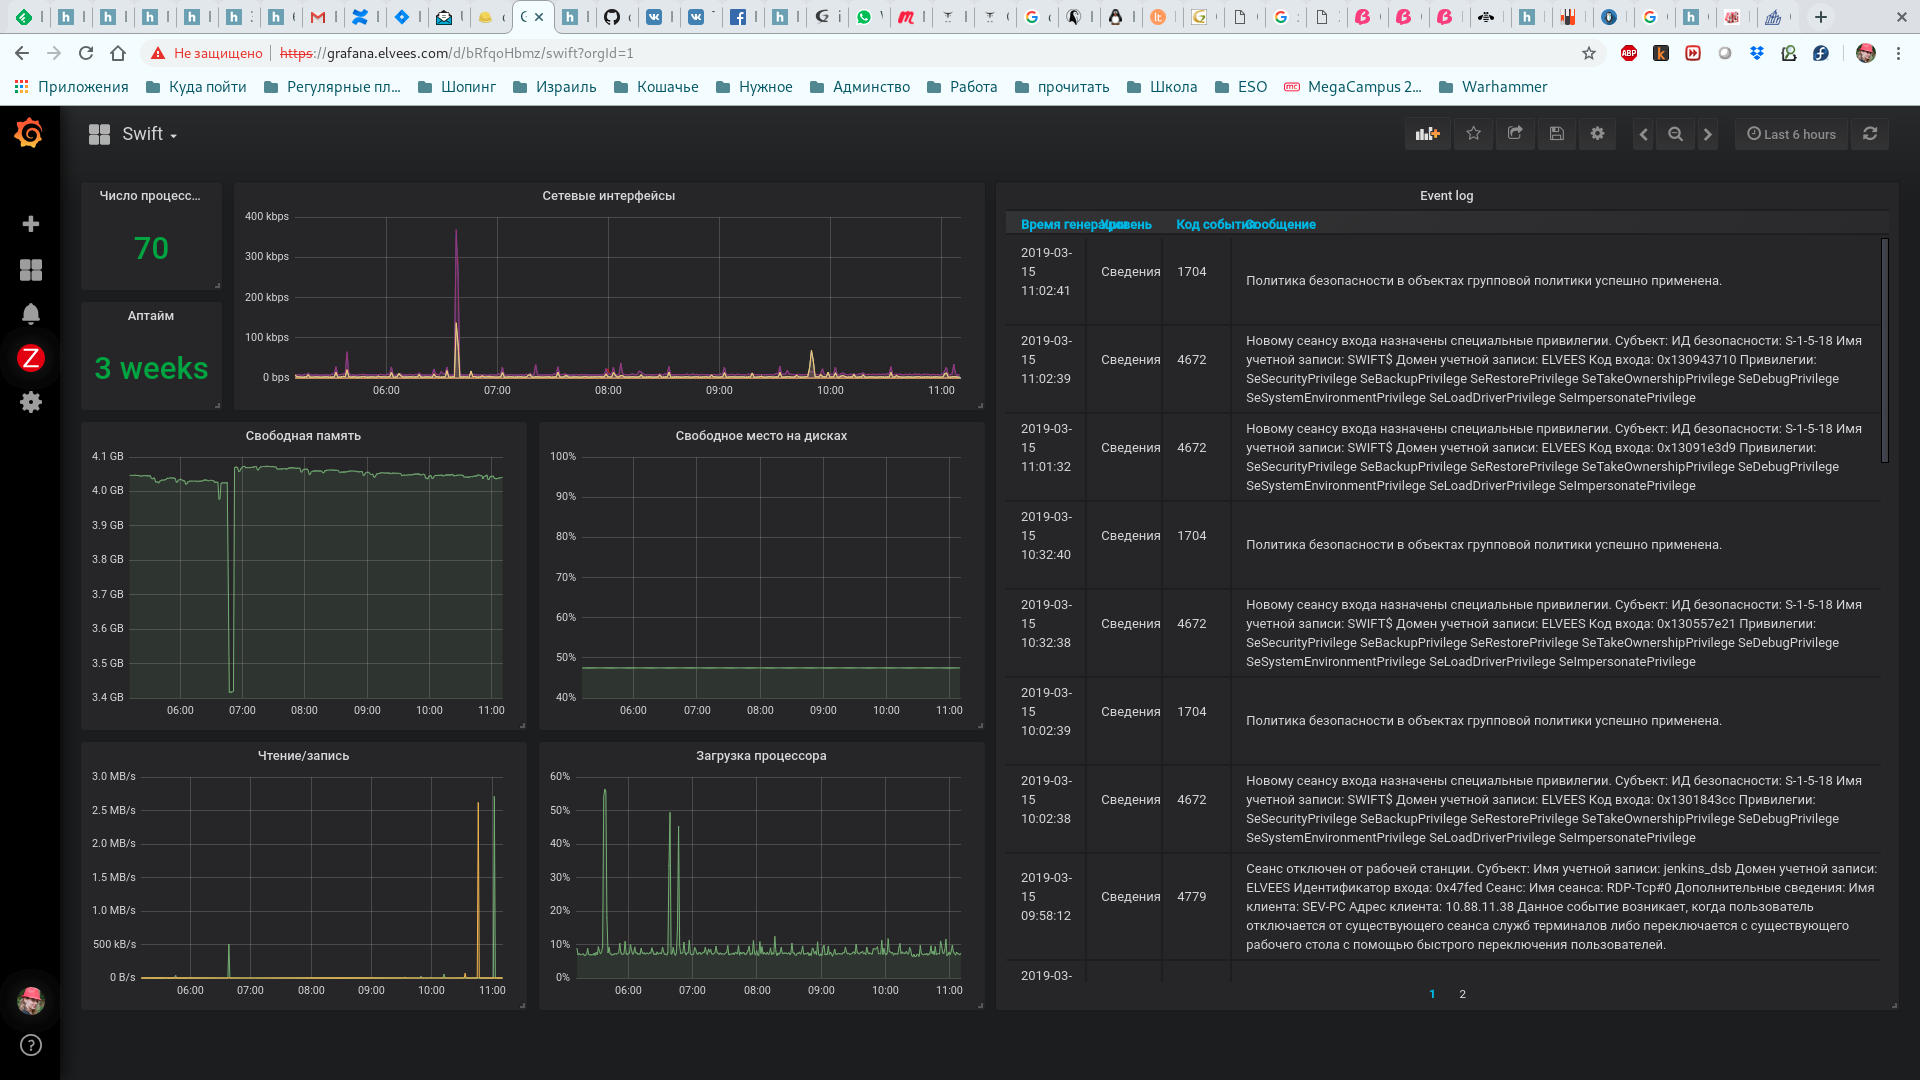 Не защищено
https://grafana.elvees.com/d/bRfqoHbmz/swift?orgId=1
Приложения
Куда пойти
Регулярные пл...
Шопинг
Израиль
Кошачье
Нужное
Админство
Работа
прочитать
Школа
ESO
MegaCampus 2...
Warhammer
Swift
Last 6 hours
Число процесс...
70
Аптайм
3 weeks
Сетевые интерфейсы
400 kbps
300 kbps
200 kbps
100 kbps
0 bps
06:00 07:00 08:00 09:00 10:00 11:00
Свободная память
4.1 GB
4.0 GB
3.9 GB
3.8 GB
3.7 GB
3.6 GB
3.5 GB
3.4 GB
06:00 07:00 08:00 09:00 10:00 11:00
Свободное место на дисках
100%
90%
80%
70%
60%
50%
40%
06:00 07:00 08:00 09:00 10:00 11:00
Чтение/запись
3.0 MB/s
2.5 MB/s
2.0 MB/s
1.5 MB/s
1.0 MB/s
500 kB/s
0 B/s
06:00 07:00 08:00 09:00 10:00 11:00
Загрузка процессора
60%
50%
40%
30%
20%
10%
0%
06:00 07:00 08:00 09:00 10:00 11:00
Event log
Время генерации Уровень Код события Сообщение
2019-03-
15
11:02:41
Сведения
1704
Политика безопасности в объектах групповой политики успешно применена.
2019-03-
15
11:02:39
Сведения
4672
Новому сеансу входа назначены специальные привилегии. Субъект: ИД безопасности: S-1-5-18 Имя
учетной записи: SWIFT$ Домен учетной записи: ELVEES Код входа: 0x130943710 Привилегии:
SeSecurityPrivilege SeBackupPrivilege SeRestorePrivilege SeTakeOwnershipPrivilege SeDebugPrivilege
SeSystemEnvironmentPrivilege SeLoadDriverPrivilege SeImpersonatePrivilege
2019-03-
15
11:01:32
Сведения
4672
Новому сеансу входа назначены специальные привилегии. Субъект: ИД безопасности: S-1-5-18 Имя
учетной записи: SWIFT$ Домен учетной записи: ELVEES Код входа: 0x13091e3d9 Привилегии:
SeSecurityPrivilege SeBackupPrivilege SeRestorePrivilege SeTakeOwnershipPrivilege SeDebugPrivilege
SeSystemEnvironmentPrivilege SeLoadDriverPrivilege SeImpersonatePrivilege
2019-03-
15
10:32:40
Сведения
1704
Политика безопасности в объектах групповой политики успешно применена.
2019-03-
15
10:32:38
Сведения
4672
Новому сеансу входа назначены специальные привилегии. Субъект: ИД безопасности: S-1-5-18 Имя
учетной записи: SWIFT$ Домен учетной записи: ELVEES Код входа: 0x130557e21 Привилегии:
SeSecurityPrivilege SeBackupPrivilege SeRestorePrivilege SeTakeOwnershipPrivilege SeDebugPrivilege
SeSystemEnvironmentPrivilege SeLoadDriverPrivilege SeImpersonatePrivilege
2019-03-
15
10:02:39
Сведения
1704
Политика безопасности в объектах групповой политики успешно применена.
2019-03-
15
10:02:38
Сведения
4672
Новому сеансу входа назначены специальные привилегии. Субъект: ИД безопасности: S-1-5-18 Имя
учетной записи: SWIFT$ Домен учетной записи: ELVEES Код входа: 0x1301843cc Привилегии:
SeSecurityPrivilege SeBackupPrivilege SeRestorePrivilege SeTakeOwnershipPrivilege SeDebugPrivilege
SeSystemEnvironmentPrivilege SeLoadDriverPrivilege SeImpersonatePrivilege
2019-03-
15
09:58:12
Сведения
4779
Сеанс отключен от рабочей станции. Субъект: Имя учетной записи: jenkins_dsb Домен учетной записи:
ELVEES Идентификатор входа: 0x47fed Сеанс: Имя сеанса: RDP-Tcp#0 Дополнительные сведения: Имя
клиента: SEV-PC Адрес клиента: 10.88.11.38 Данное событие возникает, когда пользователь
отключается от существующего сеанса служб терминалов либо переключается с существующего
рабочего стола с помощью быстрого переключения пользователей.
2019-03-
1 2